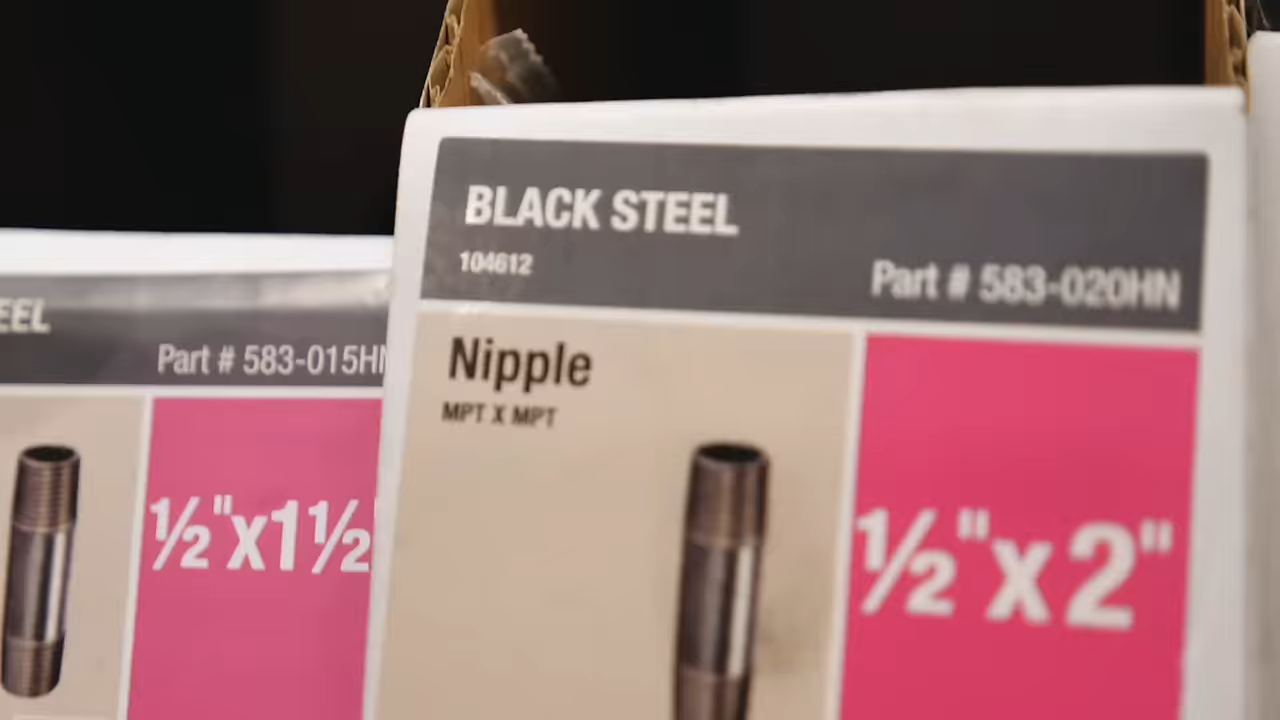 BLACK STEEL
104612
Part # 583-020HN
Nipple
MPT X MPT
½"x2"
EEL
Part # 583-015HN
½"x1½